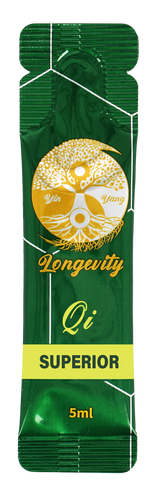 Yin Yang
Longevity
Qi
SUPERIOR
5ml